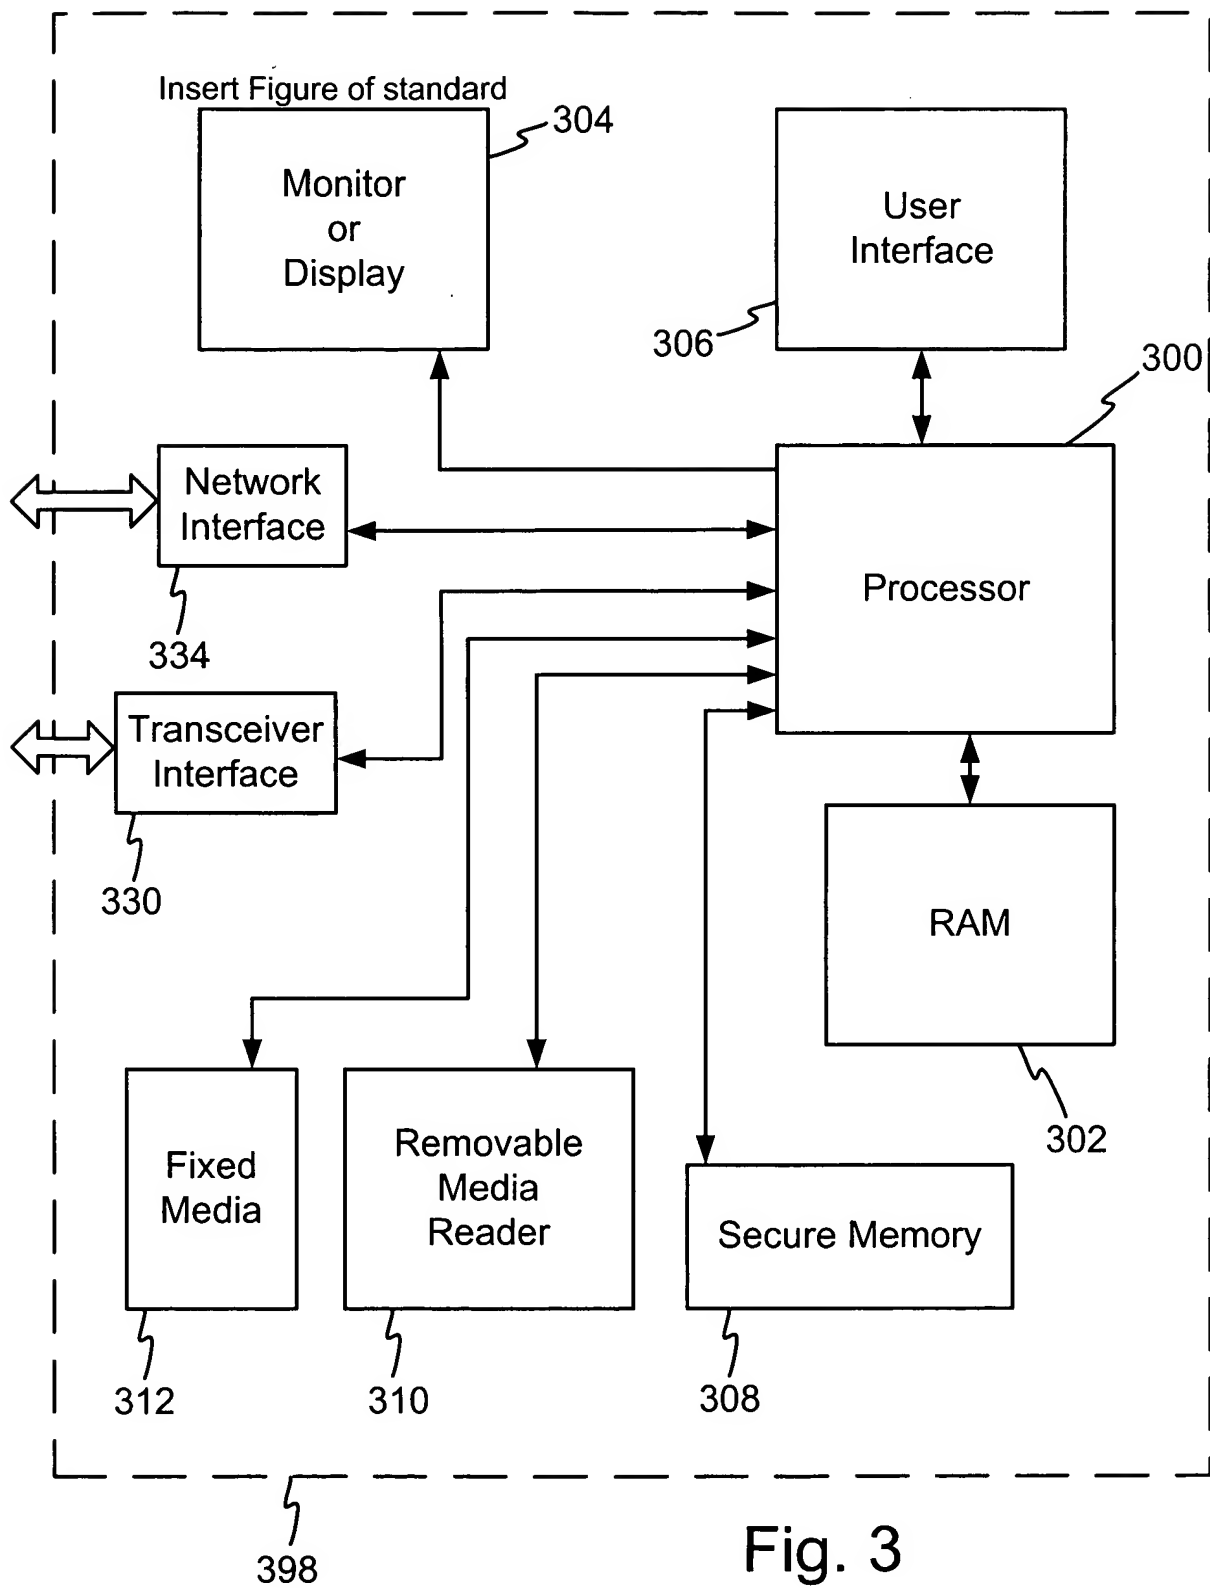 Insert Figure of standard
304
Monitor
or
Display
User
Interface
306
300
Network
Interface
Processor
334
Transceiver
Interface
330
RAM
302
Fixed
Media
Removable
Media
Reader
Secure Memory
312
310
308
398
Fig. 3